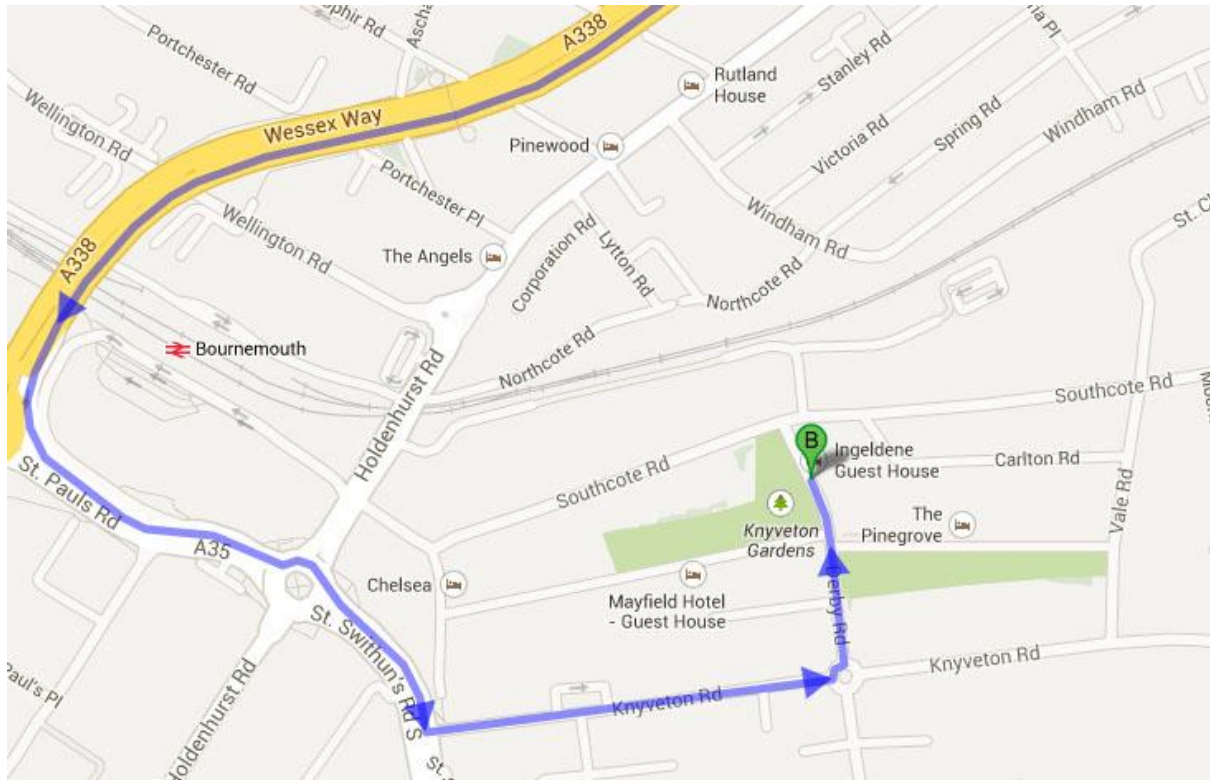 A338
Portchester Rd
Wellington Rd
Wessex Way
Rutland
House
Stanley Rd
Pinewood
Victoria Rd
Spring Rd
Windham Rd
Portchester Pl
Wellington Rd
Windham Rd
The Angels
Corporation Rd
Lytton Rd
A338
Northcote Rd
Bournemouth
Northcote Rd
Holdenhurst Rd
Southcote Rd
B
Ingeldene
Guest House
Carlton Rd
Southcote Rd
St. Pauls Rd
Vale Rd
Knyveton
Gardens
The
Pinegrove
A35
Chelsea
Mayfield Hotel
- Guest House
Derby Rd
St. Swithun's Rd S
Knyveton Rd
Paul's Pl
Holdenhurst Rd
Knyveton Rd